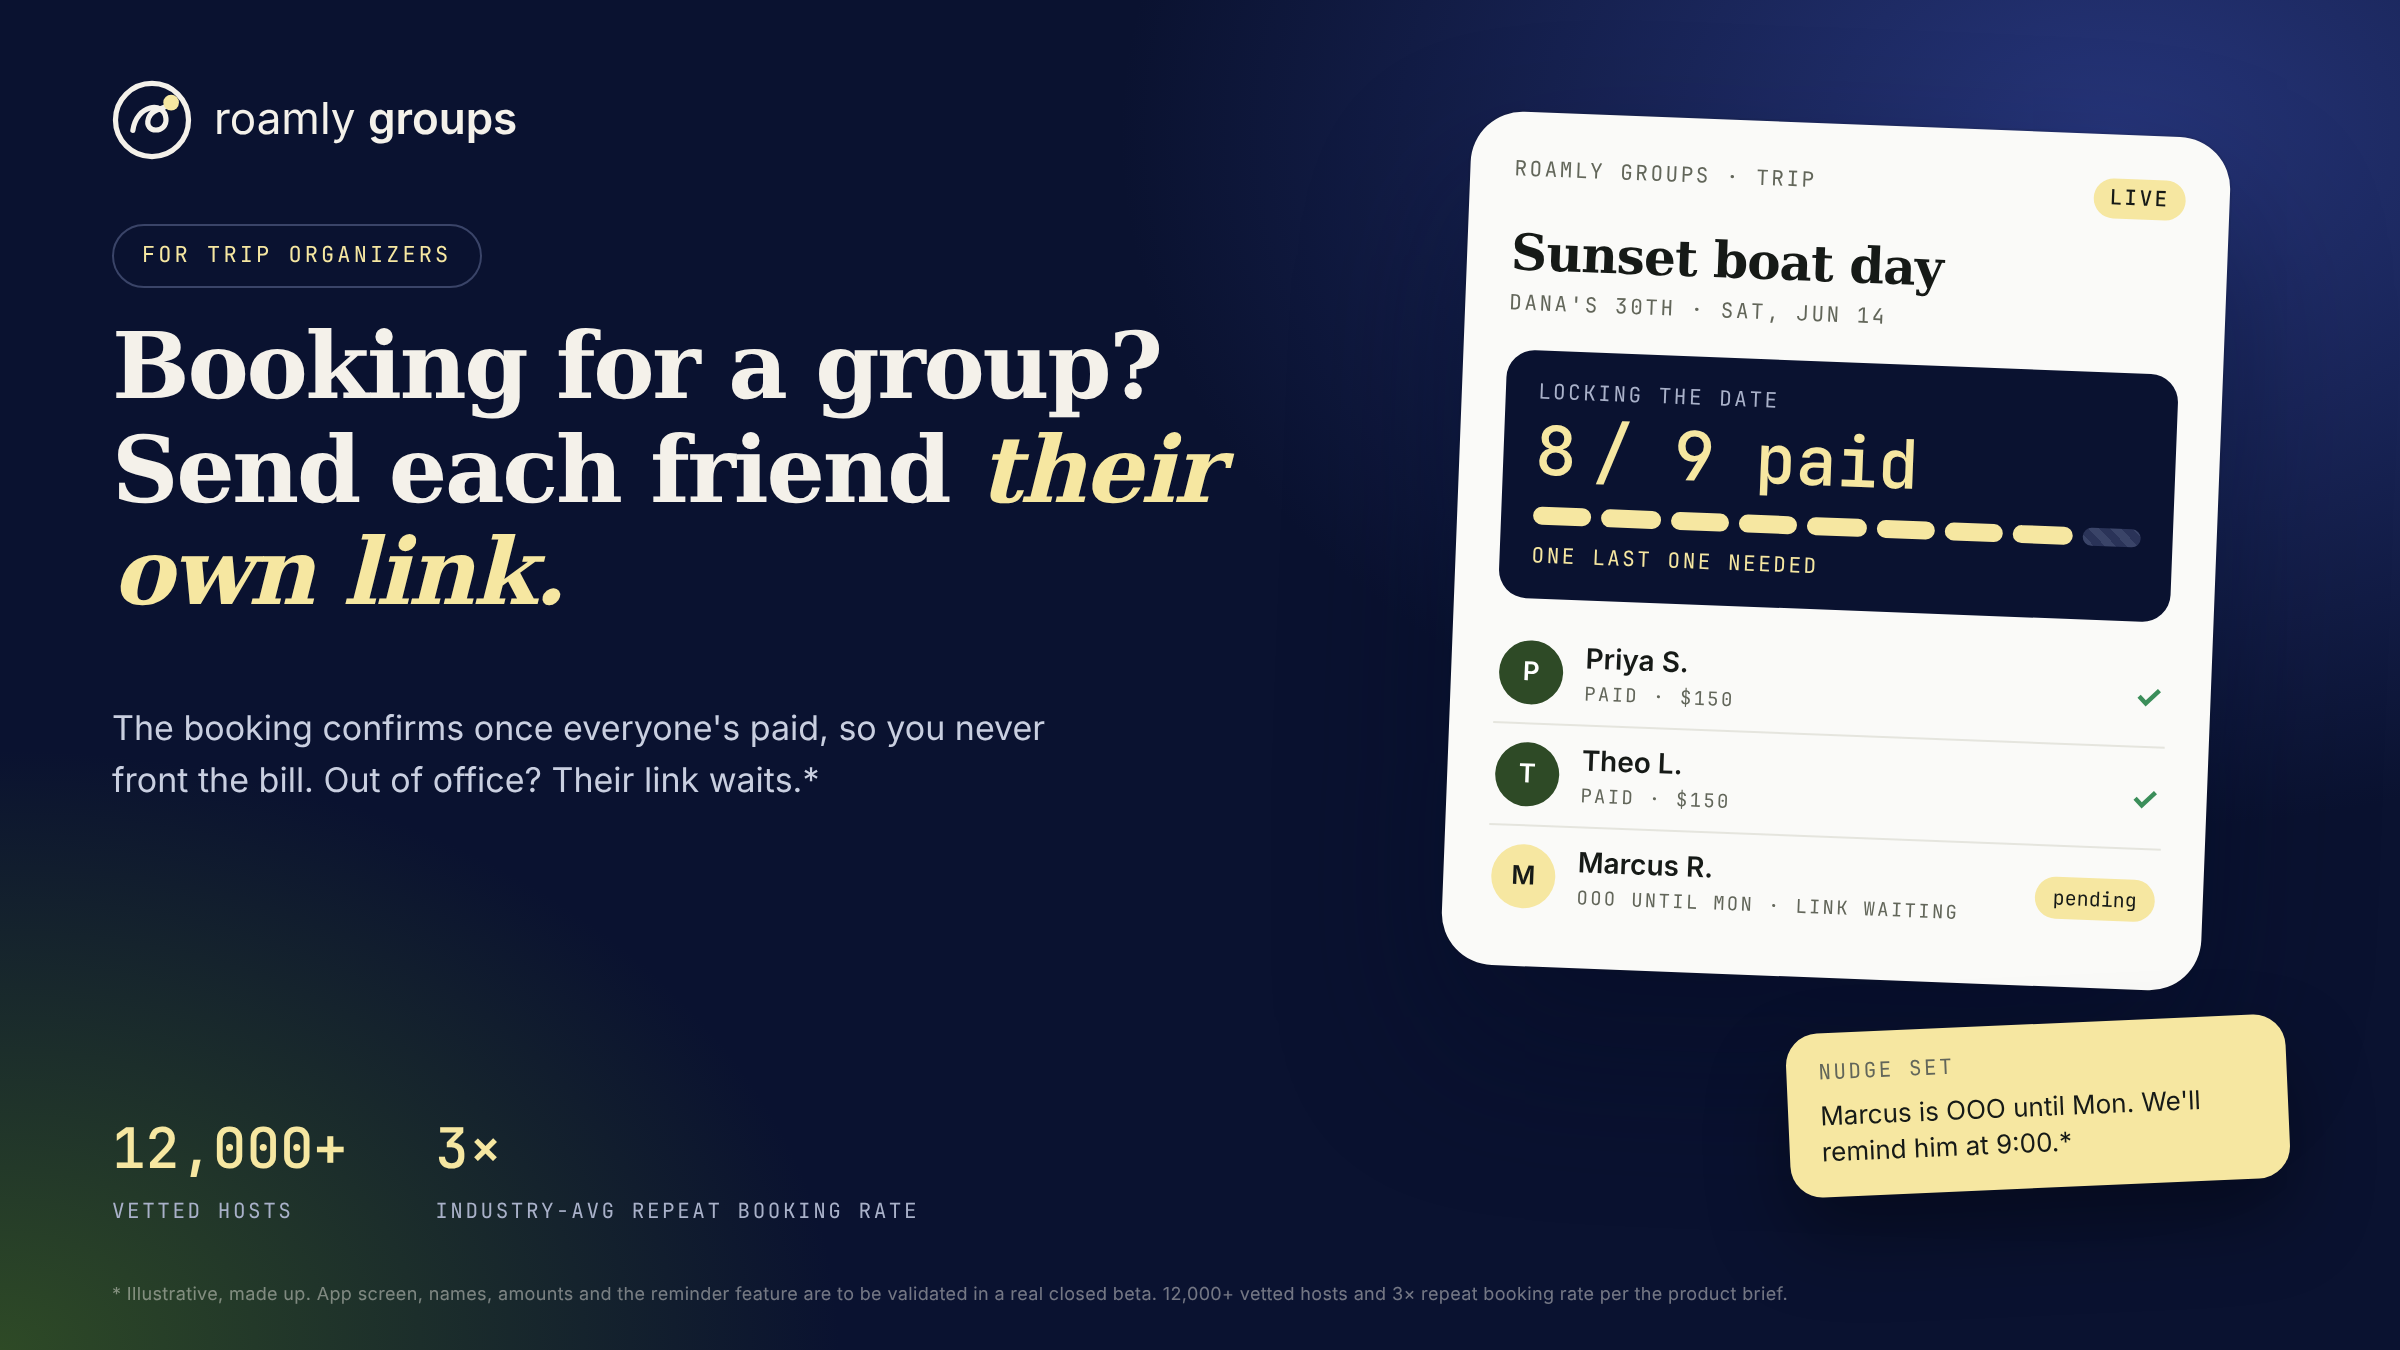 roamly groups
FOR TRIP ORGANIZERS
Booking for a group?
Send each friend their
own link.
The booking confirms once everyone's paid, so you never
front the bill. Out of office? Their link waits.*
12,000+
VETTED HOSTS
3×
INDUSTRY-AVG REPEAT BOOKING RATE
ROAMLY GROUPS · TRIP
LIVE
Sunset boat day
DANA'S 30TH · SAT, JUN 14
LOCKING THE DATE
8 / 9 paid
ONE LAST ONE NEEDED
P
Priya S.
PAID · $150
T
Theo L.
PAID · $150
M
Marcus R.
OOO UNTIL MON · LINK WAITING
pending
NUDGE SET
Marcus is OOO until Mon. We'll
remind him at 9:00.*
* Illustrative, made up. App screen, names, amounts and the reminder feature are to be validated in a real closed beta. 12,000+ vetted hosts and 3× repeat booking rate per the product brief.